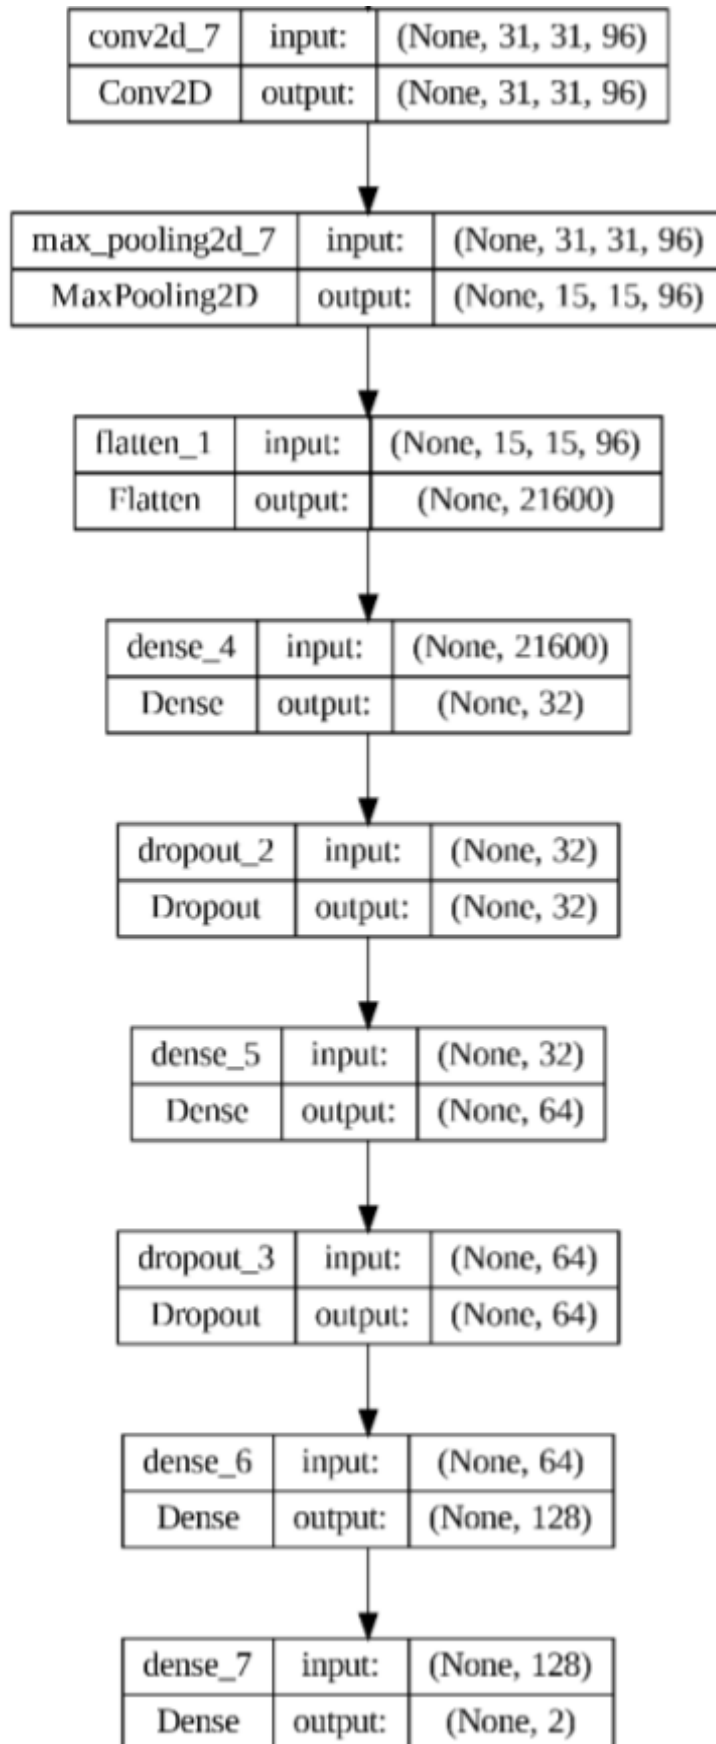 conv2d_7 input: (None, 31, 31, 96)
Conv2D output: (None, 31, 31, 96)
max_pooling2d_7 input: (None, 31, 31, 96)
MaxPooling2D output: (None, 15, 15, 96)
flatten_1 input: (None, 15, 15, 96)
Flatten output: (None, 21600)
dense_4 input: (None, 21600)
Dense output: (None, 32)
dropout_2 input: (None, 32)
Dropout output: (None, 32)
dense_5 input: (None, 32)
Dense output: (None, 64)
dropout_3 input: (None, 64)
Dropout output: (None, 64)
dense_6 input: (None, 64)
Dense output: (None, 128)
dense_7 input: (None, 128)
Dense output: (None, 2)